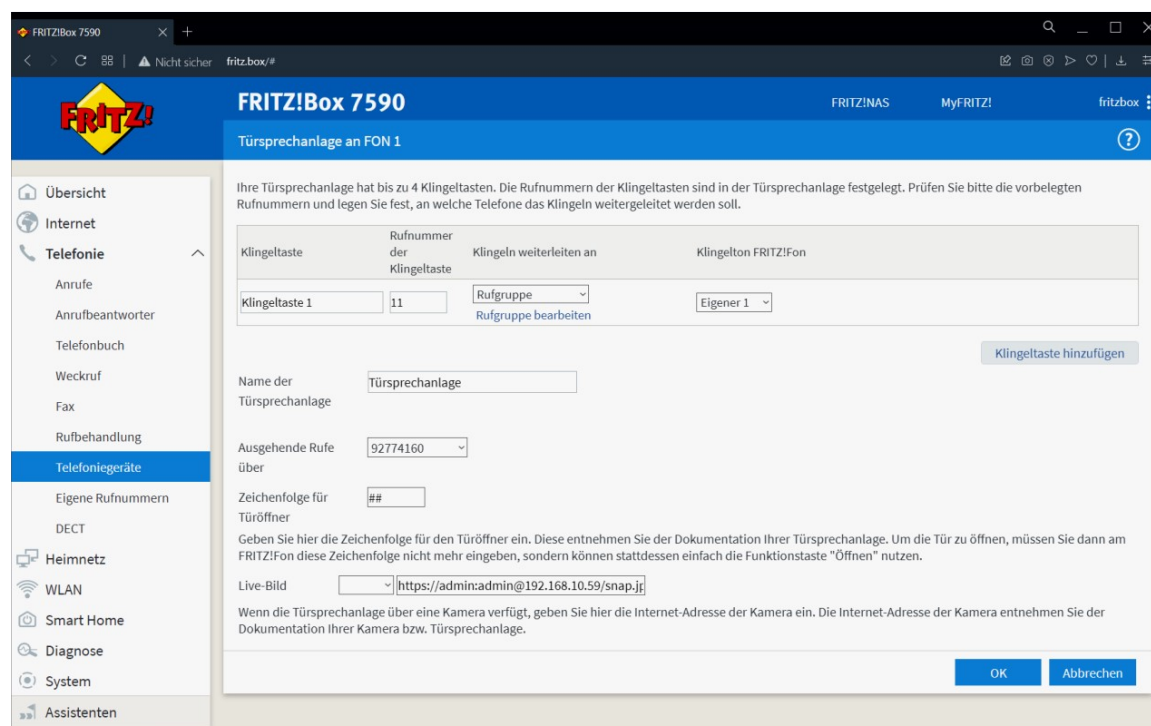 FRITZ!Box 7590
Nicht sicher fritz.box/#
FRITZ!
FRITZ!Box 7590
FRITZ!NAS
MyFRITZ!
fritzbox
Türsprechanlage an FON 1
Übersicht
Internet
Telefonie
Anrufe
Anrufbeantworter
Telefonbuch
Weckruf
Fax
Rufbehandlung
Telefoniegeräte
Eigene Rufnummern
DECT
Heimnetz
WLAN
Smart Home
Diagnose
System
Assistenten
Ihre Türsprechanlage hat bis zu 4 Klingeltasten. Die Rufnummern der Klingeltasten sind in der Türsprechanlage festgelegt. Prüfen Sie bitte die vorbelegten
Rufnummern und legen Sie fest, an welche Telefone das Klingeln weitergeleitet werden soll.
Klingeltaste
Rufnummer
der
Klingeltaste
Klingeln weiterleiten an
Klingelton FRITZ!Fon
Klingeltaste 1
11
Rufgruppe
Rufgruppe bearbeiten
Eigener 1
Klingeltaste hinzufügen
Name der
Türsprechanlage
Türsprechanlage
Ausgehende Rufe
über
92774160
Zeichenfolge für
Türöffner
##
Geben Sie hier die Zeichenfolge für den Türöffner ein. Diese entnehmen Sie der Dokumentation Ihrer Türsprechanlage. Um die Tür zu öffnen, müssen Sie dann am
FRITZ!Fon diese Zeichenfolge nicht mehr eingeben, sondern können stattdessen einfach die Funktionstaste "Öffnen" nutzen.
Live-Bild
https://admin:admin@192.168.10.59/snap.jp
Wenn die Türsprechanlage über eine Kamera verfügt, geben Sie hier die Internet-Adresse der Kamera ein. Die Internet-Adresse der Kamera entnehmen Sie der
Dokumentation Ihrer Kamera bzw. Türsprechanlage.
OK
Abbrechen